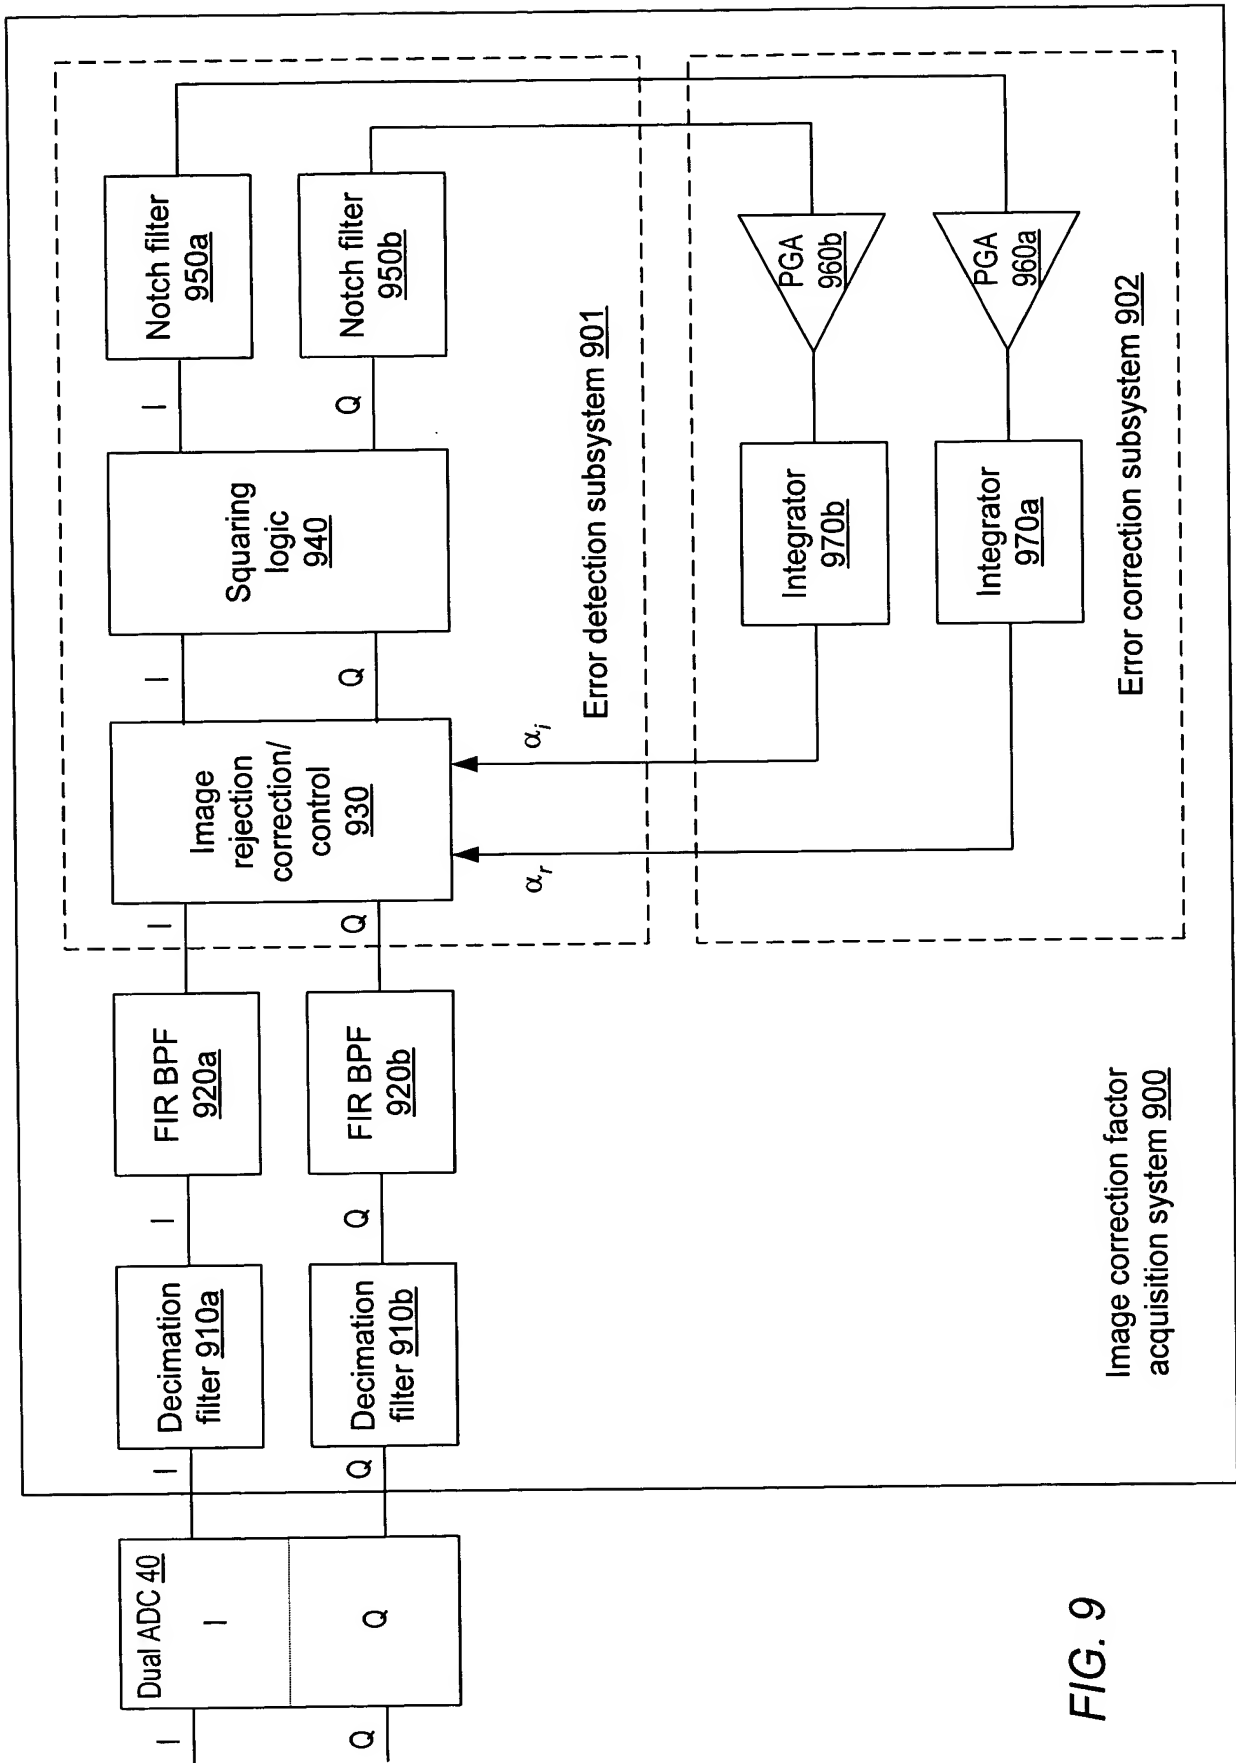 I
Q
Dual ADC 40
I
Q
I
Q
Decimation
filter 910a
Decimation
filter 910b
I
Q
FIR BPF
920a
FIR BPF
920b
I
Q
Image
rejection
correction/
control
930
I
Q
Squaring
logic
940
I
Q
Notch filter
950a
Notch filter
950b
Error detection subsystem 901
αr
αi
Integrator
970b
PGA
960b
Integrator
970a
PGA
960a
Error correction subsystem 902
Image correction factor
acquisition system 900
FIG. 9